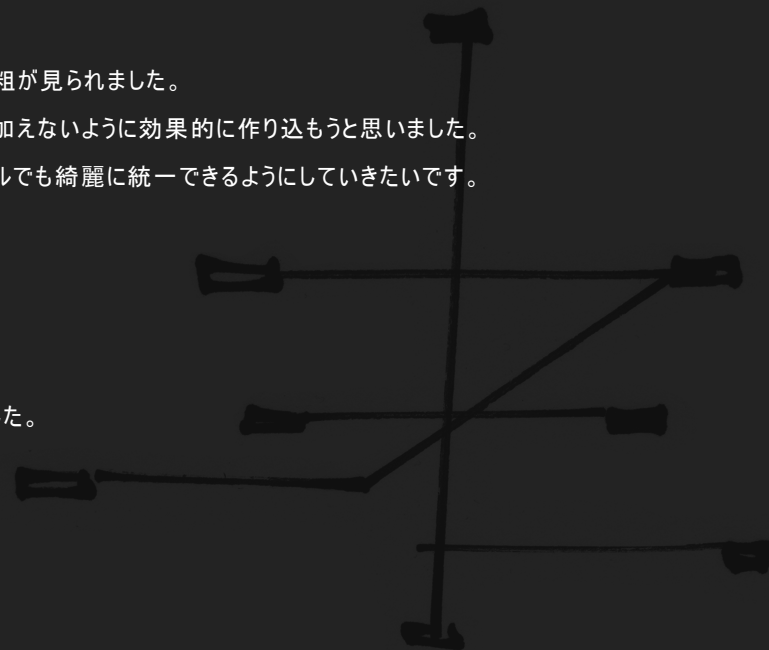 粗が見られました。
加えないように効果的に作り込もうと思いました。
ルでも綺麗に統一できるようにしていきたいです。
た。